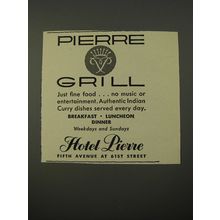 PIERRE
GRILL
Just fine food . . . no music or
entertainment. Authentic Indian
Curry dishes served every day.
BREAKFAST • LUNCHEON
DINNER
Weekdays and Sundays
Hotel Pierre
FIFTH AVENUE AT 61ST STREET